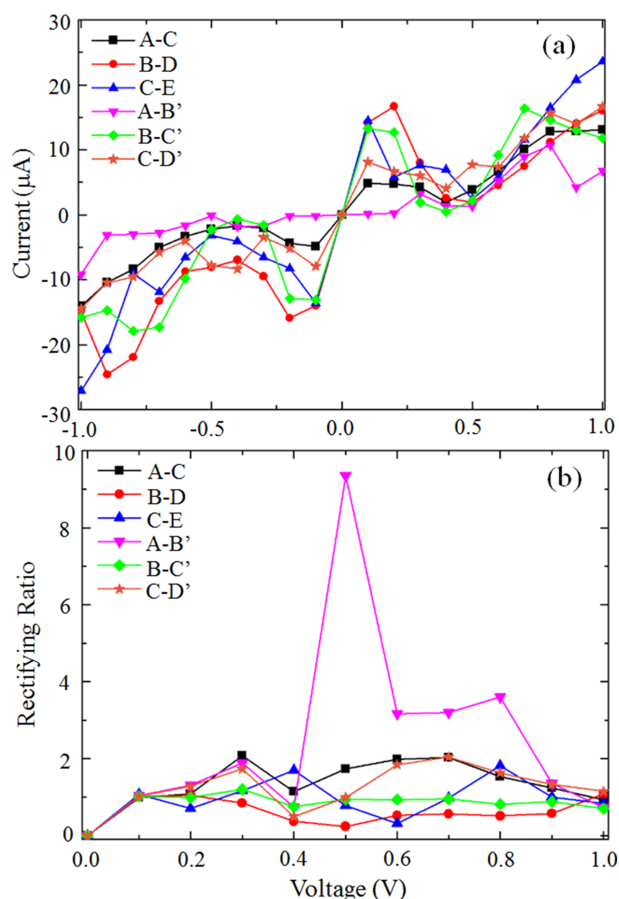 (a)
A-C
B-D
C-E
A-B’
B-C’
C-D’
Current (μA)
30
20
10
0
-10
-20
-30
-1.0 -0.5 0.0 0.5 1.0
(b)
A-C
B-D
C-E
A-B’
B-C’
C-D’
Rectifying Ratio
10
8
6
4
2
0
0.0 0.2 0.4 0.6 0.8 1.0
Voltage (V)